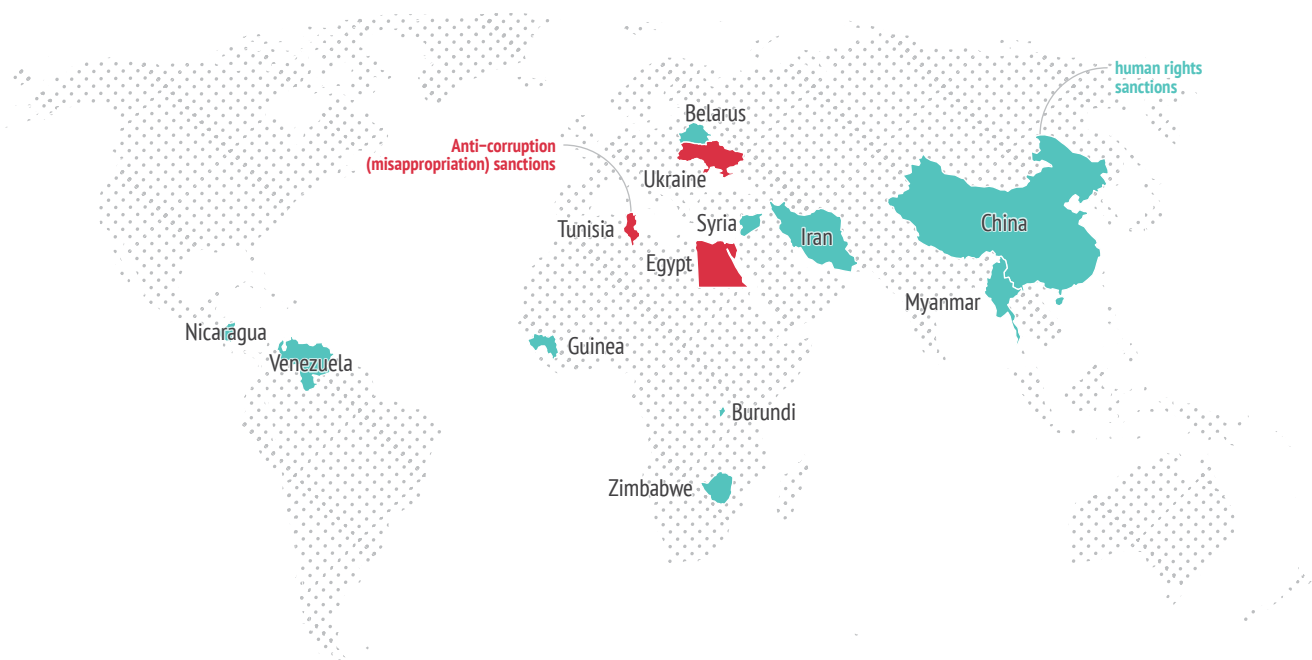 human rights
sanctions
Belarus
Anti-corruption
(misappropriation) sanctions
Ukraine
Tunisia
Syria
Iran
China
Egypt
Myanmar
Nicaragua
Guinea
Venezuela
Burundi
Zimbabwe